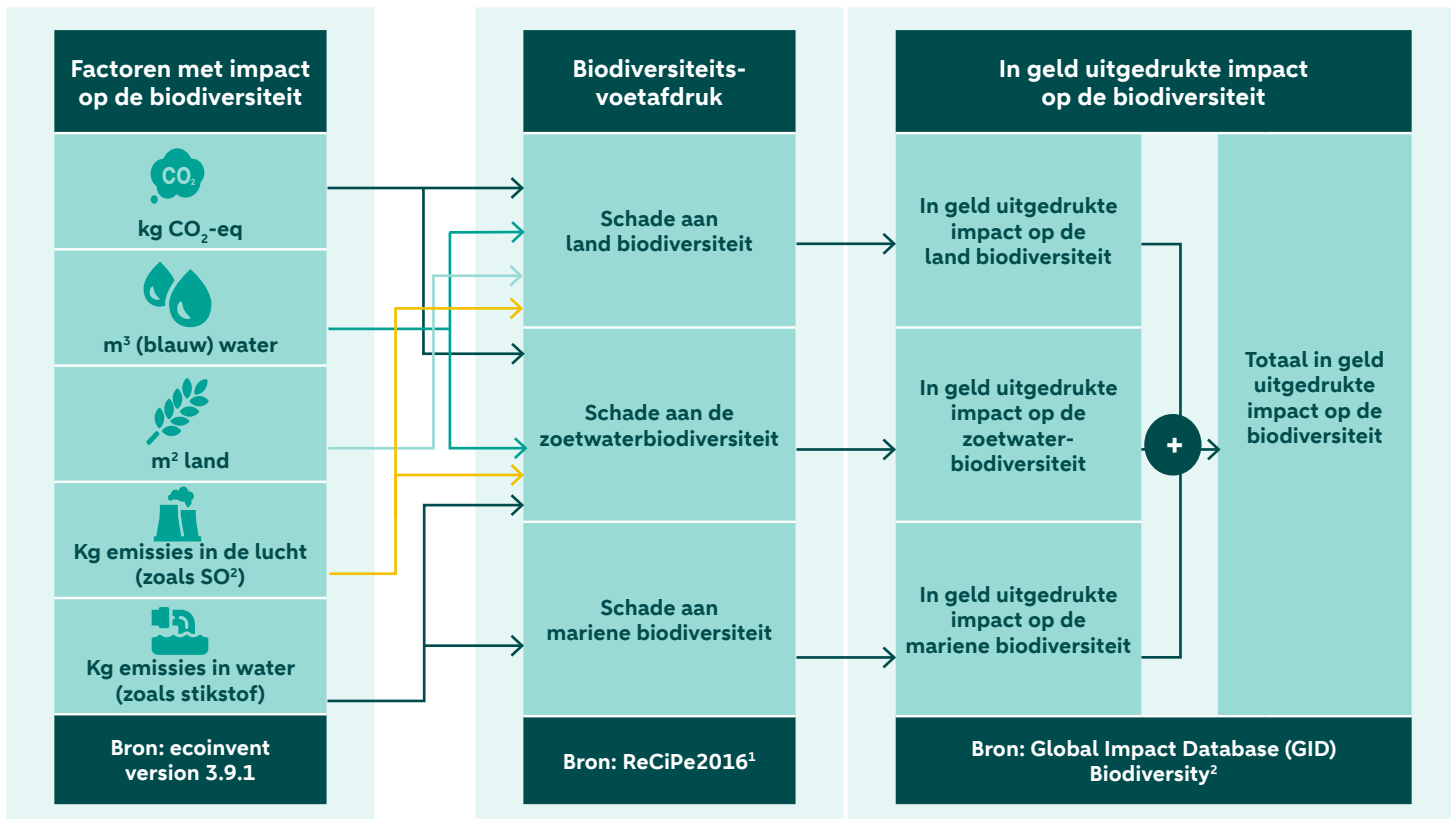 Factoren met impact
op de biodiversiteit
CO₂
kg CO₂-eq
m³ (blauw) water
m² land
Kg emissies in de lucht
(zoals SO²)
Kg emissies in water
(zoals stikstof)
Bron: ecoinvent
version 3.9.1
Biodiversiteits-
voetafdruk
Schade aan
land biodiversiteit
Schade aan de
zoetwaterbiodiversiteit
Schade aan
mariene biodiversiteit
Bron: ReCiPe2016¹
In geld uitgedrukte impact
op de biodiversiteit
In geld uitgedrukte
impact op de
land biodiversiteit
In geld uitgedrukte
impact op de
zoetwater-
biodiversiteit
In geld uitgedrukte
impact op de
mariene biodiversiteit
+
Totaal in geld
uitgedrukte
impact op de
biodiversiteit
Bron: Global Impact Database (GID)
Biodiversity²